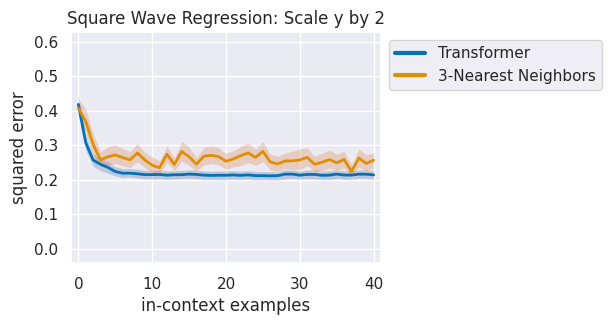 Square Wave Regression: Scale y by 2
squared error
0.6
0.5
0.4
0.3
0.2
0.1
0.0
0
10
20
30
40
in-context examples
Transformer
3-Nearest Neighbors